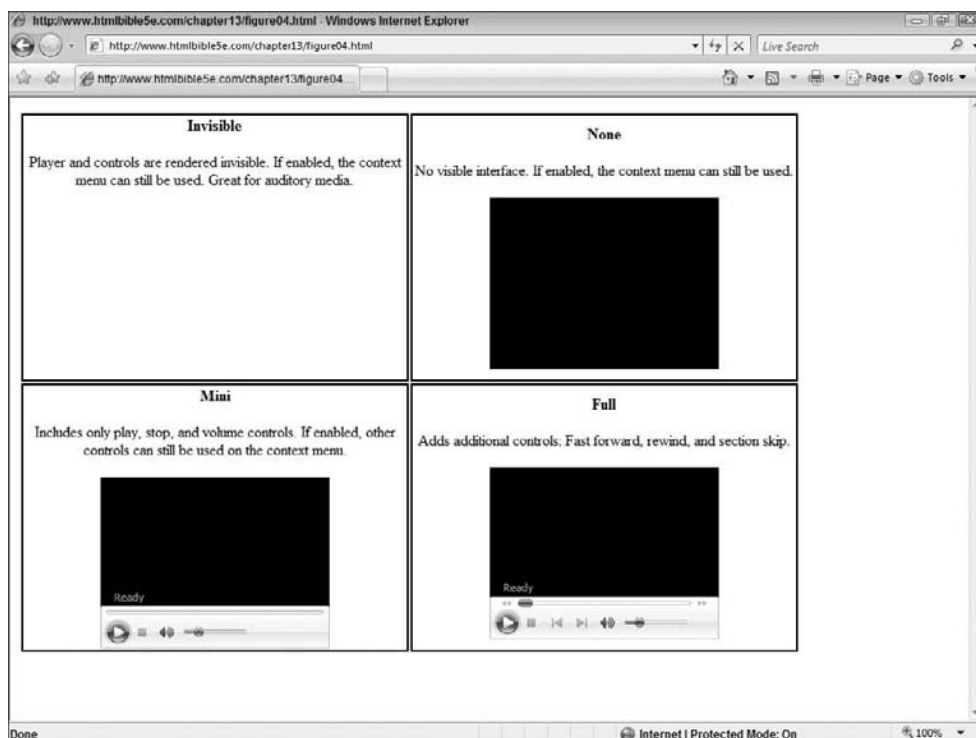 http://www.htmlbible5e.com/chapter13/figure04.html - Windows Internet Explorer
http://www.htmlbible5e.com/chapter13/figure04.html
Live Search
http://www.htmlbible5e.com/chapter13/figure04....
Page
Tools
Invisible
Player and controls are rendered invisible. If enabled, the context
menu can still be used. Great for auditory media.
None
No visible interface. If enabled, the context menu can still be used.
Mini
Includes only play, stop, and volume controls. If enabled, other
controls can still be used on the context menu.
Ready
Full
Adds additional controls: Fast forward, rewind, and section skip.
Ready
Done
Internet | Protected Mode: On
100%